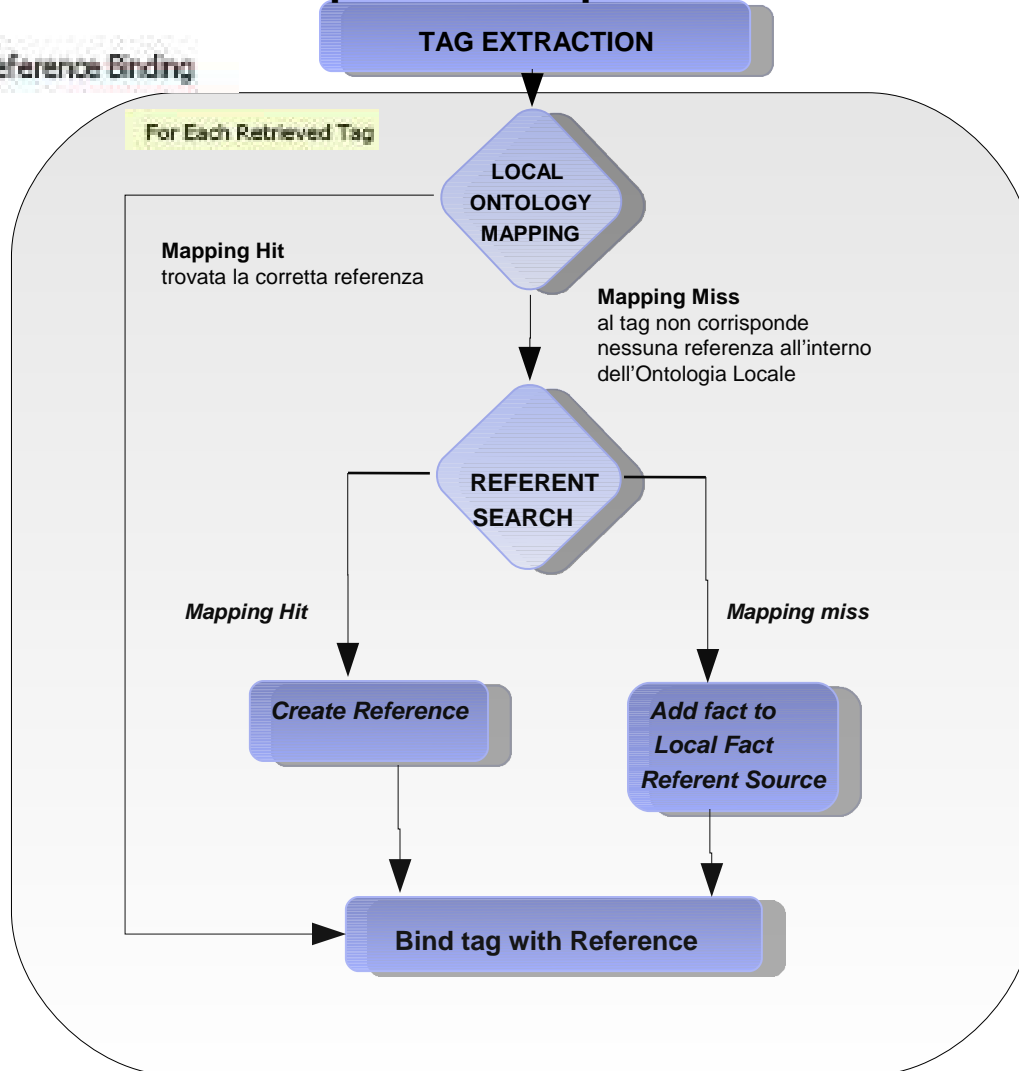 TAG EXTRACTION
Reference Binding
For Each Retrieved Tag
LOCAL
ONTOLOGY
MAPPING
Mapping Hit
trovata la corretta referenza
Mapping Miss
al tag non corrisponde
nessuna referenza all'interno
dell'Ontologia Locale
REFERENT
SEARCH
Mapping Hit
Mapping miss
Create Reference
Add fact to
Local Fact
Referent Source
Bind tag with Reference